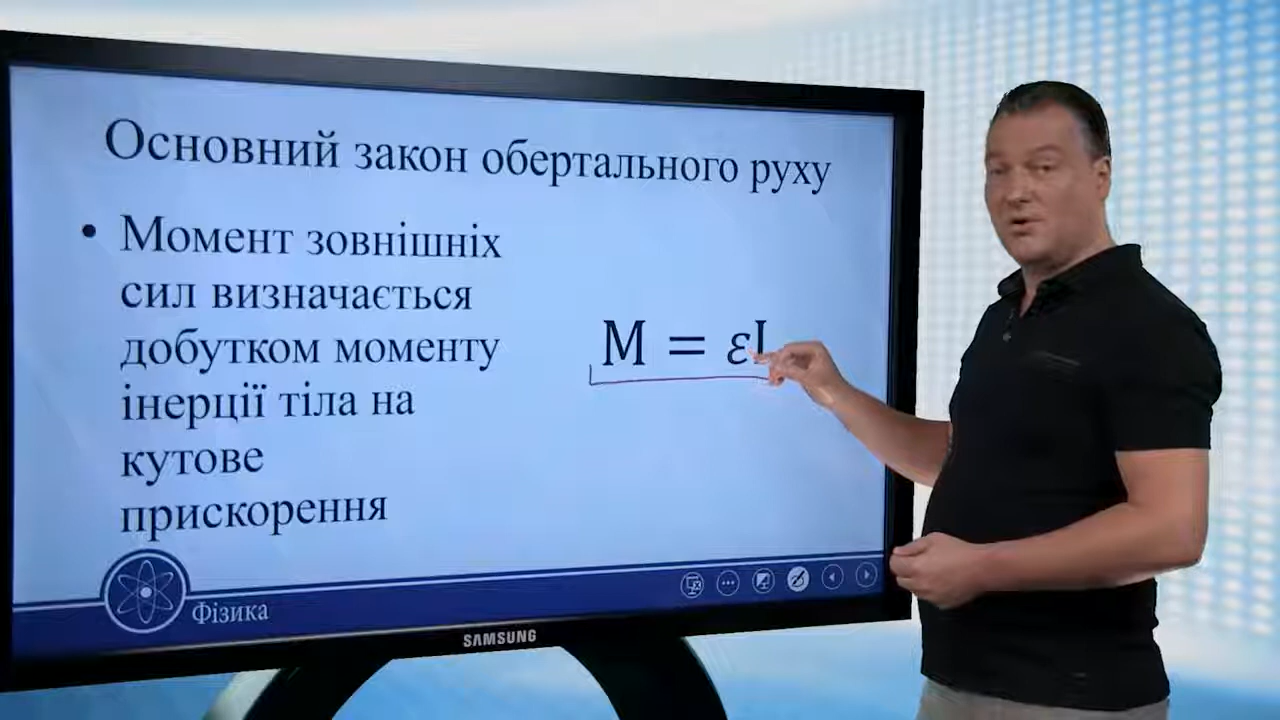 Основний закон обертального руху
• Момент зовнішніх
сил визначається
добутком моменту
інерції тіла на
кутове
прискорення
M = εI
Фізика
SAMSUNG